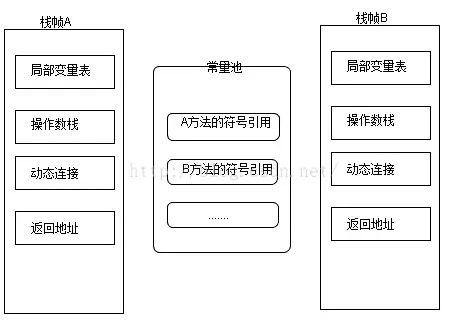 栈帧A
局部变量表
操作数栈
动态连接
返回地址
常量池
A方法的符号引用
B方法的符号引用
.......
栈帧B
局部变量表
操作数栈
动态连接
返回地址